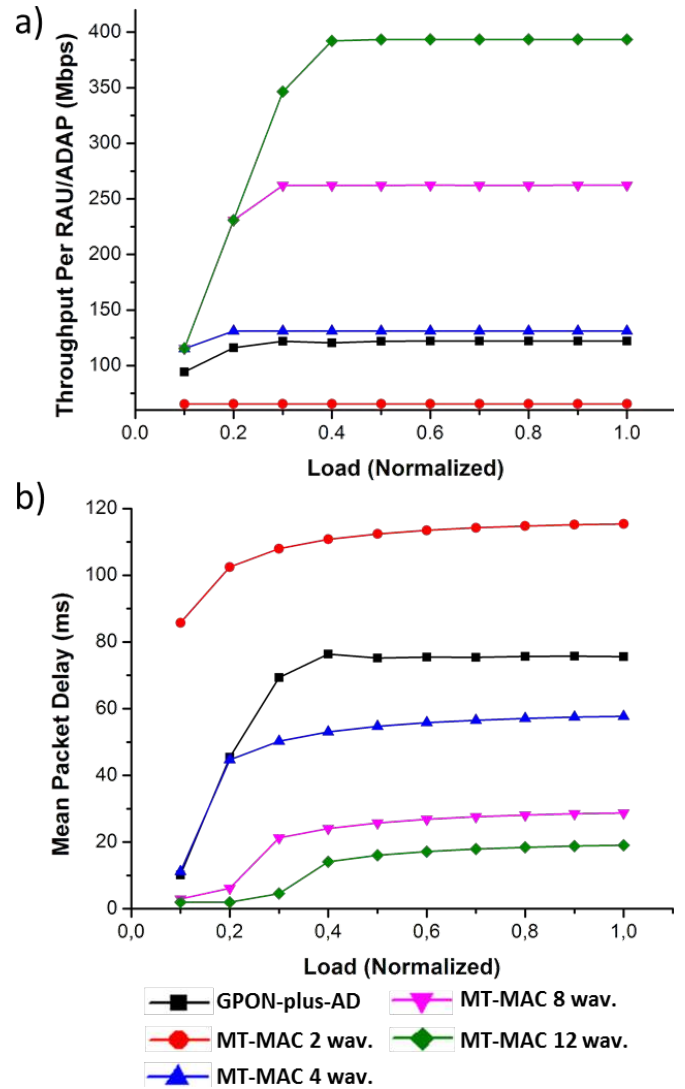 a)
Throughput Per RAU/ADAP (Mbps)
400
350
300
250
200
150
100
0.0 0.2 0.4 0.6 0.8 1.0
Load (Normalized)
b)
Mean Packet Delay (ms)
120
100
80
60
40
20
0
0,0 0,2 0,4 0,6 0,8 1,0
Load (Normalized)
GPON-plus-AD
MT-MAC 8 wav.
MT-MAC 2 wav.
MT-MAC 12 wav.
MT-MAC 4 wav.